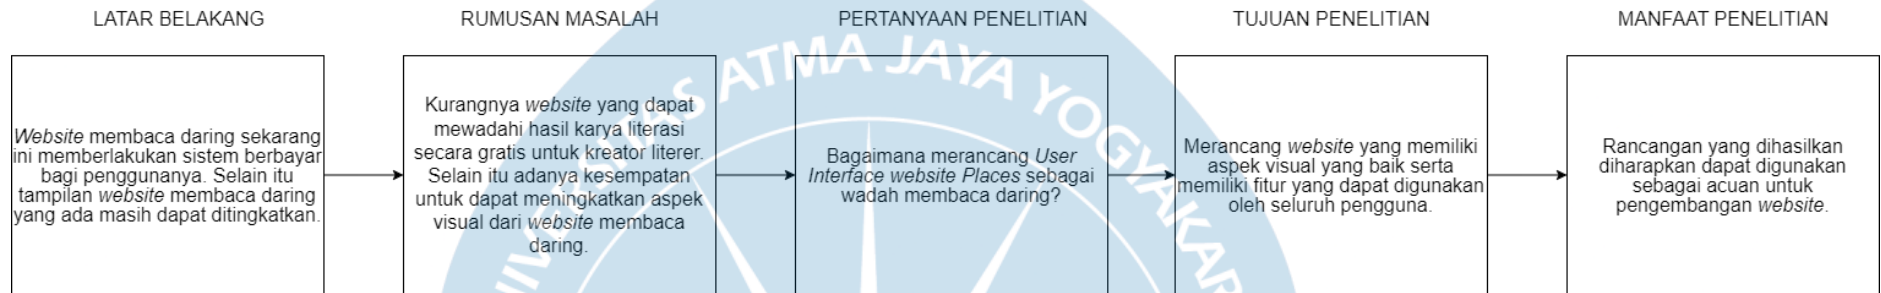 LATAR BELAKANG
RUMUSAN MASALAH
PERTANYAAN PENELITIAN
TUJUAN PENELITIAN
MANFAAT PENELITIAN
Website membaca daring sekarang
ini memberlakukan sistem berbayar
bagi penggunanya. Selain itu
tampilan website membaca daring
yang ada masih dapat ditingkatkan.
Kurangnya website yang dapat
mewadahi hasil karya literasi
secara gratis untuk kreator literer.
Selain itu adanya kesempatan
untuk dapat meningkatkan aspek
visual dari website membaca
daring.
Bagaimana merancang User
Interface website Places sebagai
wadah membaca daring?
Merancang website yang memiliki
aspek visual yang baik serta
memiliki fitur yang dapat digunakan
oleh seluruh pengguna.
Rancangan yang dihasilkan
diharapkan dapat digunakan
sebagai acuan untuk
pengembangan website.
ATMA JAYA